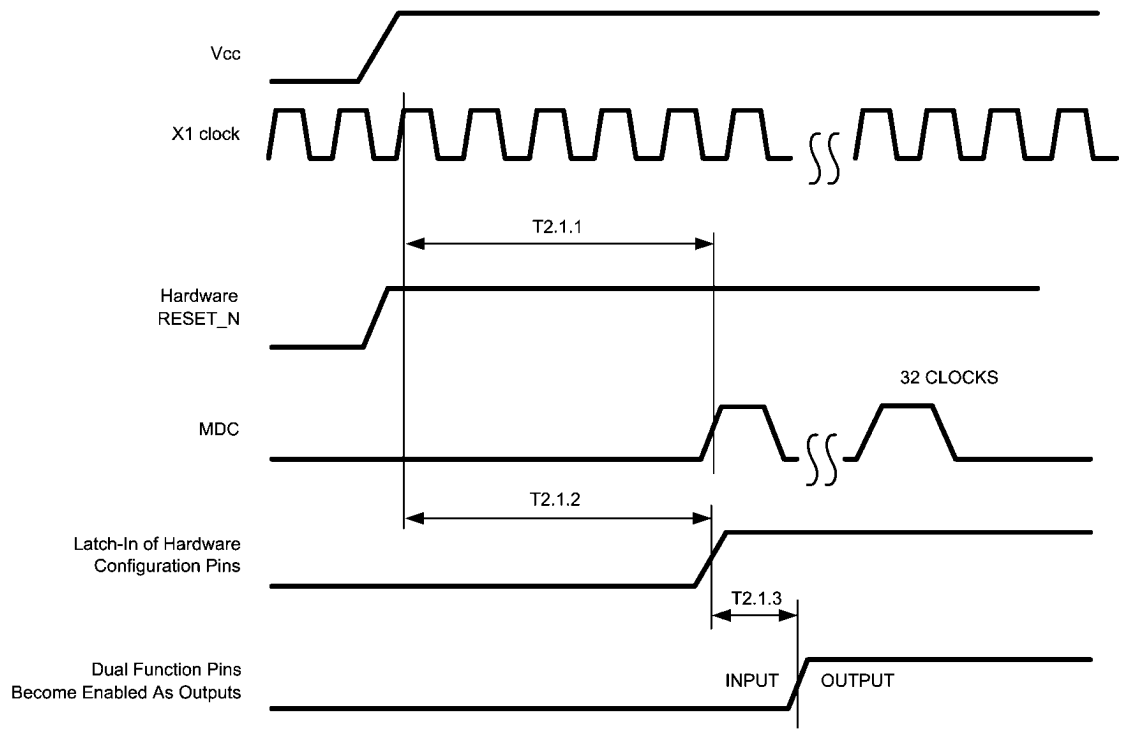 Vcc
X1 clock
T2.1.1
Hardware
RESET_N
32 CLOCKS
MDC
T2.1.2
Latch-In of Hardware
Configuration Pins
T2.1.3
Dual Function Pins
Become Enabled As Outputs
INPUT
OUTPUT